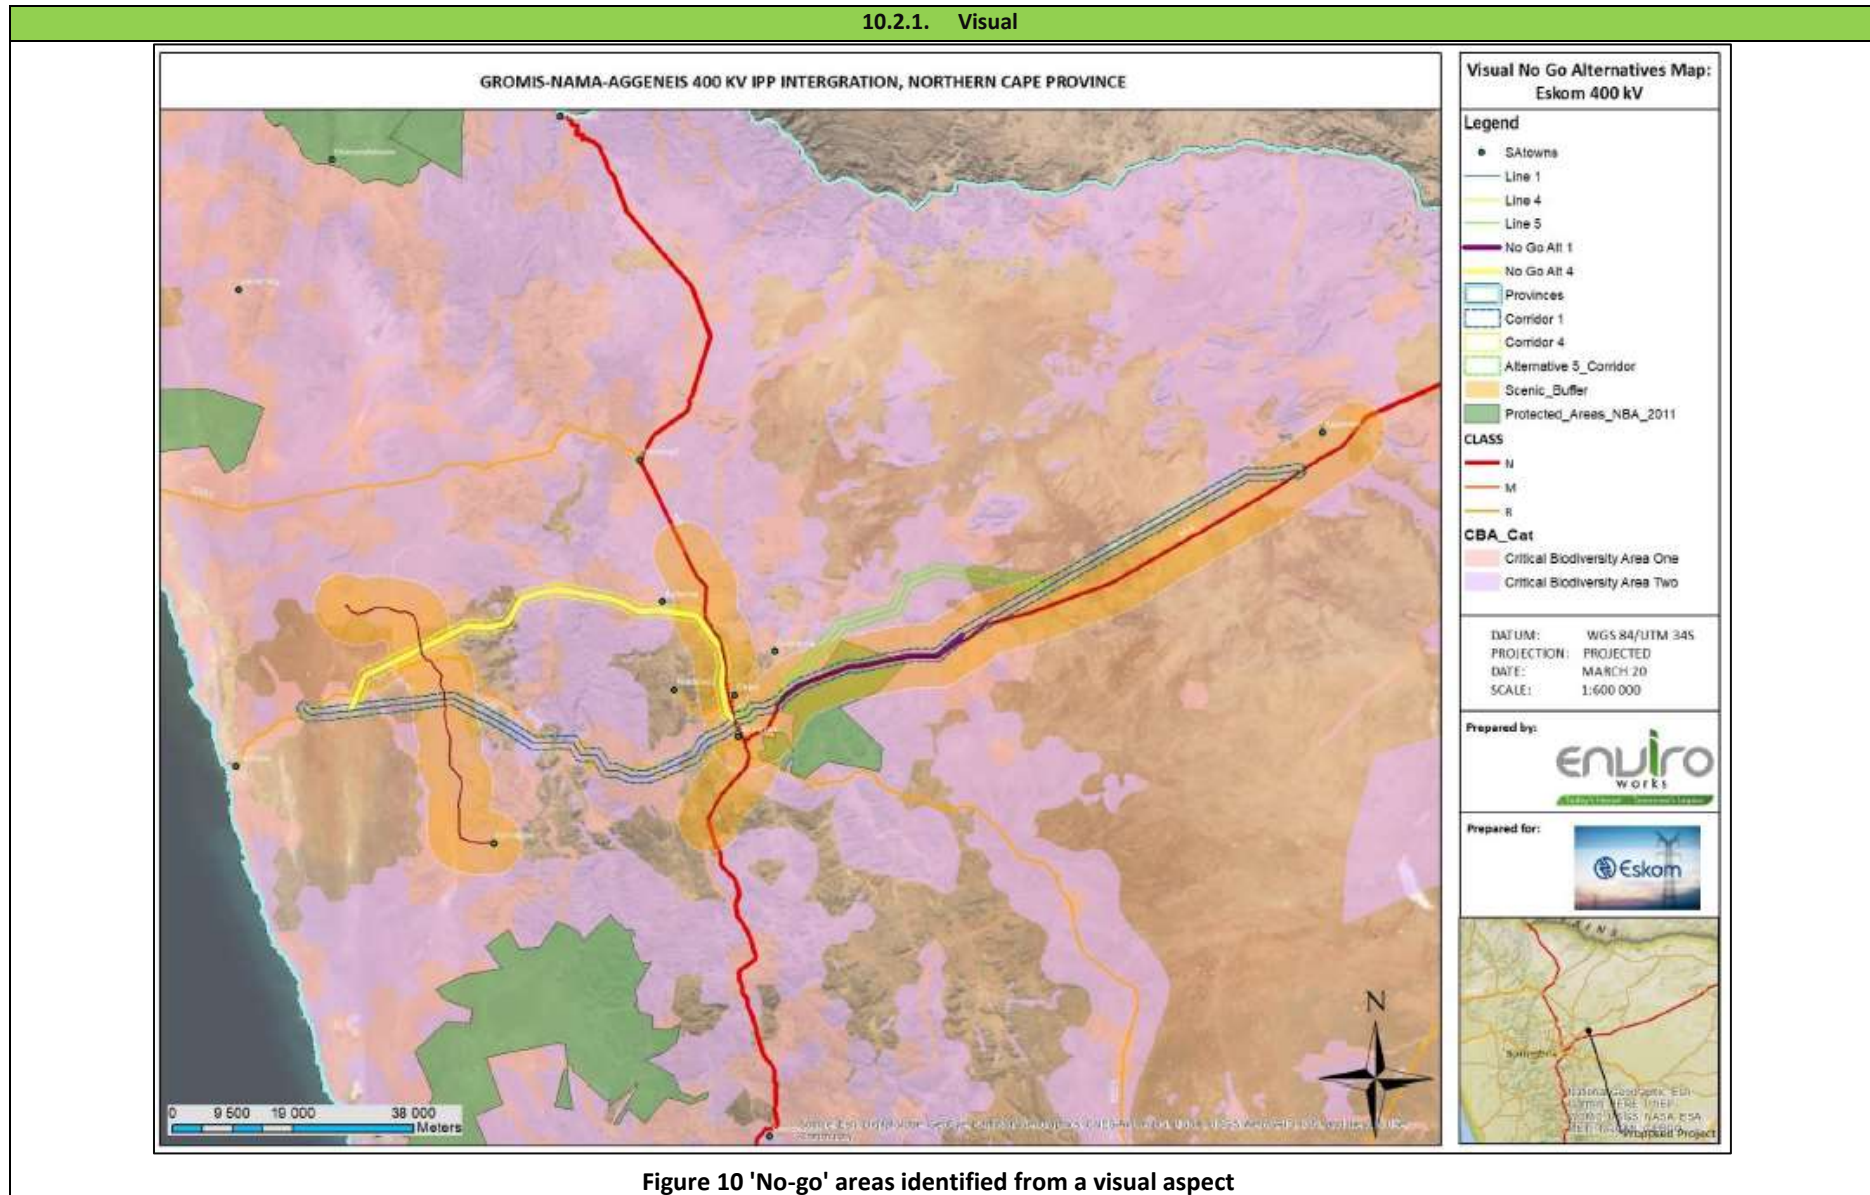 10.2.1. Visual
GROMIS-NAMA-AGGENEIS 400 KV IPP INTERGRATION, NORTHERN CAPE PROVINCE
Visual No Go Alternatives Map:
Eskom 400 kV
Legend
SAtowns
Line 1
Line 4
Line 5
No Go Alt 1
No Go Alt 4
Provinces
Corridor 1
Corridor 4
Alternative 5_Corridor
Scenic_Buffer
Protected_Areas_NBA_2011
CLASS
N
M
R
CBA_Cat
Critical Biodiversity Area One
Critical Biodiversity Area Two
DATUM: WGS 84/UTM 34S
PROJECTION: PROJECTED
DATE: MARCH 20
SCALE: 1:600 000
Prepared by:
enviro
works
Prepared for:
Eskom
N
0 9 500 19 000 38 000
Meters
Proposed Project
Figure 10 'No-go' areas identified from a visual aspect